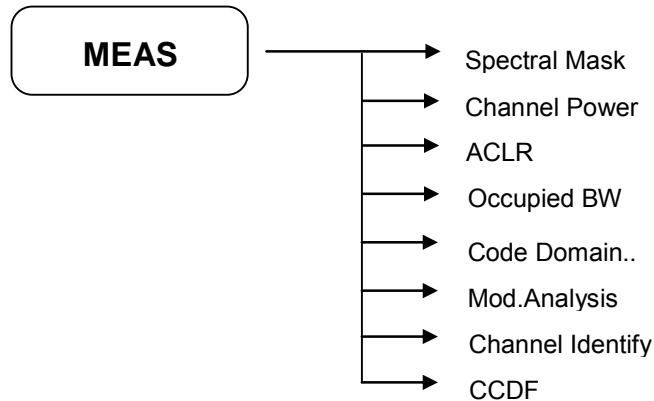 MEAS
Spectral Mask
Channel Power
ACLR
Occupied BW
Code Domain..
Mod.Analysis
Channel Identify
CCDF